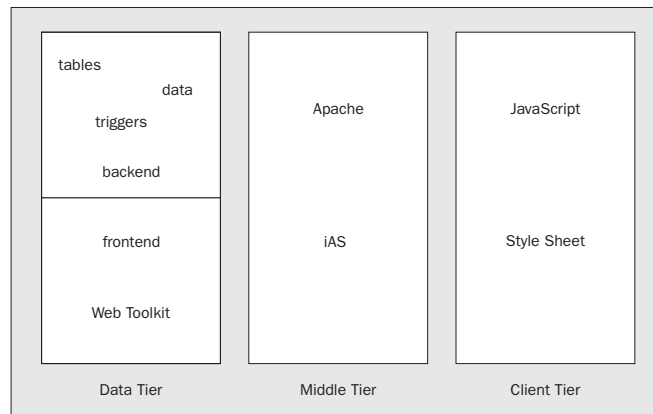 tables
data
triggers
backend
frontend
Web Toolkit
Data Tier
Apache
iAS
Middle Tier
JavaScript
Style Sheet
Client Tier